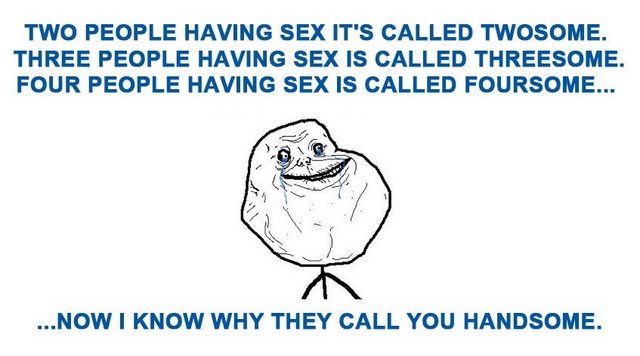 TWO PEOPLE HAVING SEX IT'S CALLED TWOSOME.
THREE PEOPLE HAVING SEX IS CALLED THREESOME.
FOUR PEOPLE HAVING SEX IS CALLED FOURSOME...
...NOW I KNOW WHY THEY CALL YOU HANDSOME.